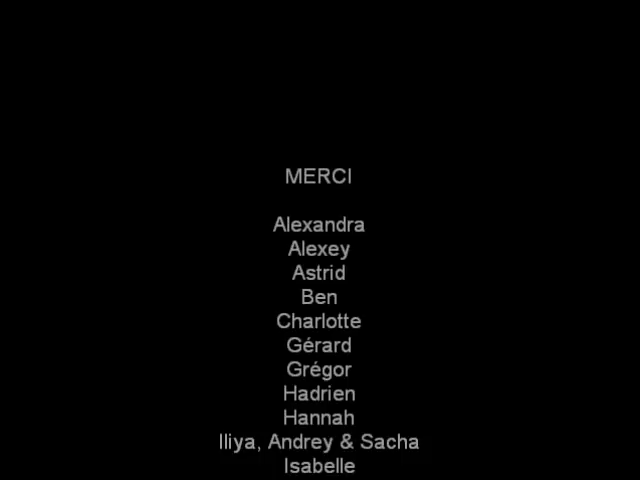 MERCI
Alexandra
Alexey
Astrid
Ben
Charlotte
Gérard
Grégor
Hadrien
Hannah
Iliya, Andrey & Sacha
Isabelle